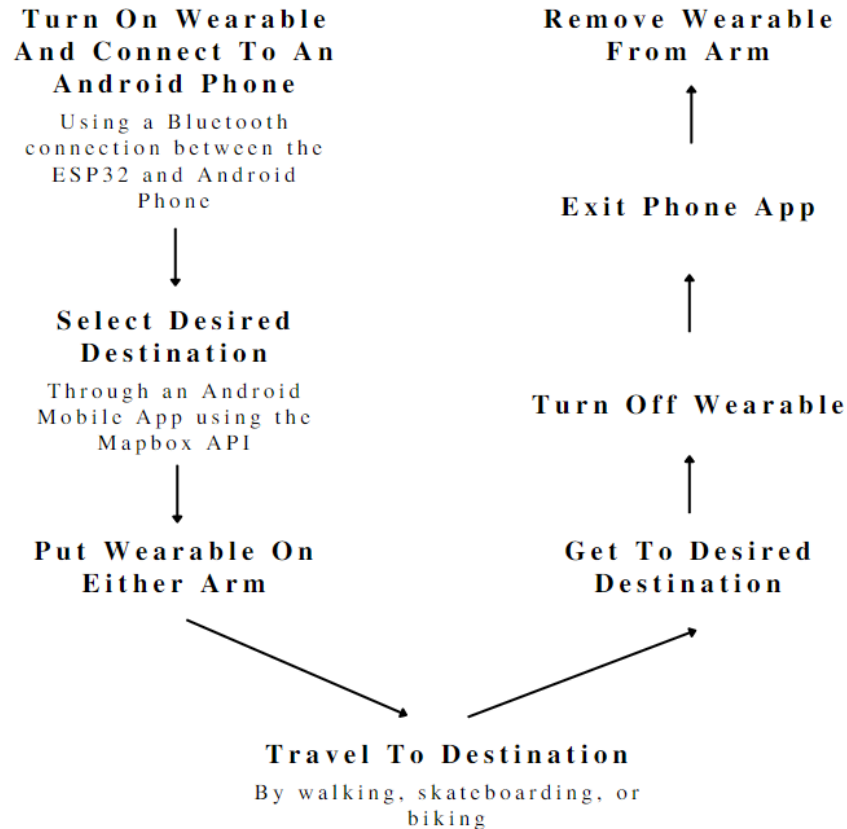 Turn On Wearable
And Connect To An
Android Phone
Using a Bluetooth
connection between the
ESP32 and Android
Phone
Select Desired
Destination
Through an Android
Mobile App using the
Mapbox API
Put Wearable On
Either Arm
Travel To Destination
By walking, skateboarding, or
biking
Get To Desired
Destination
Turn Off Wearable
Exit Phone App
Remove Wearable
From Arm